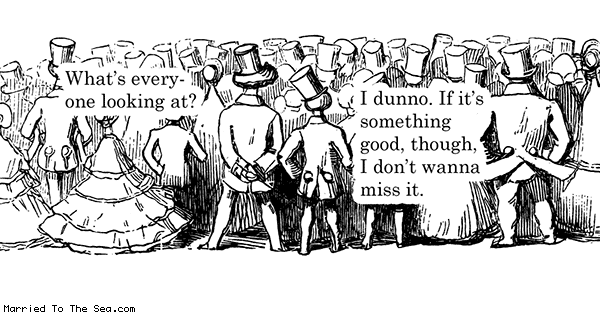 What's every-
one looking at?
I dunno. If it's
something
good, though,
I don't wanna
miss it.
Married To The Sea.com